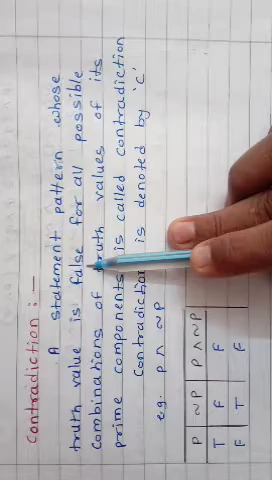 Contradiction :-
A statement pattern whose
truth value is false for all possible
combinations of truth values of its
prime components is called contradiction
Contradiction is denoted by 'c'
eg. P ∧ ~P
P ~P P ∧ ~P
T F F
F T F